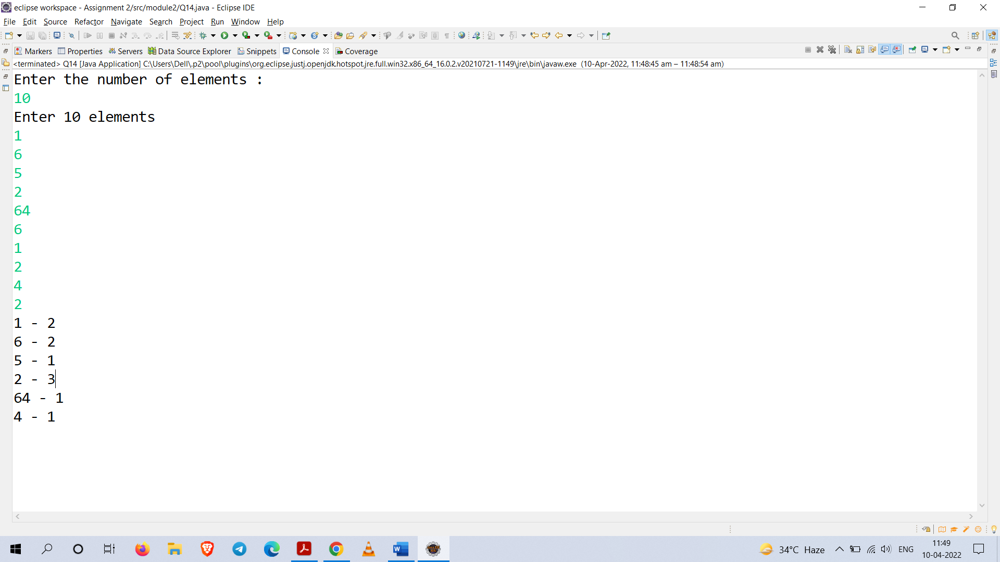 eclipse workspace - Assignment 2/src/module2/Q14.java - Eclipse IDE
File Edit Source Refactor Navigate Search Project Run Window Help
Markers Properties Servers Data Source Explorer Snippets Console Coverage
<terminated> Q14 [Java Application] C:\Users\Dell\.p2\pool\plugins\org.eclipse.justj.openjdk.hotspot.jre.full.win32.x86_64_16.0.2.v20210721-1149\jre\bin\javaw.exe (10-Apr-2022, 11:48:45 am – 11:48:54 am)
Enter the number of elements :
10
Enter 10 elements
1
6
5
2
64
6
1
2
4
2
1 - 2
6 - 2
5 - 1
2 - 3
64 - 1
4 - 1
34°C Haze ENG 11:49
10-04-2022